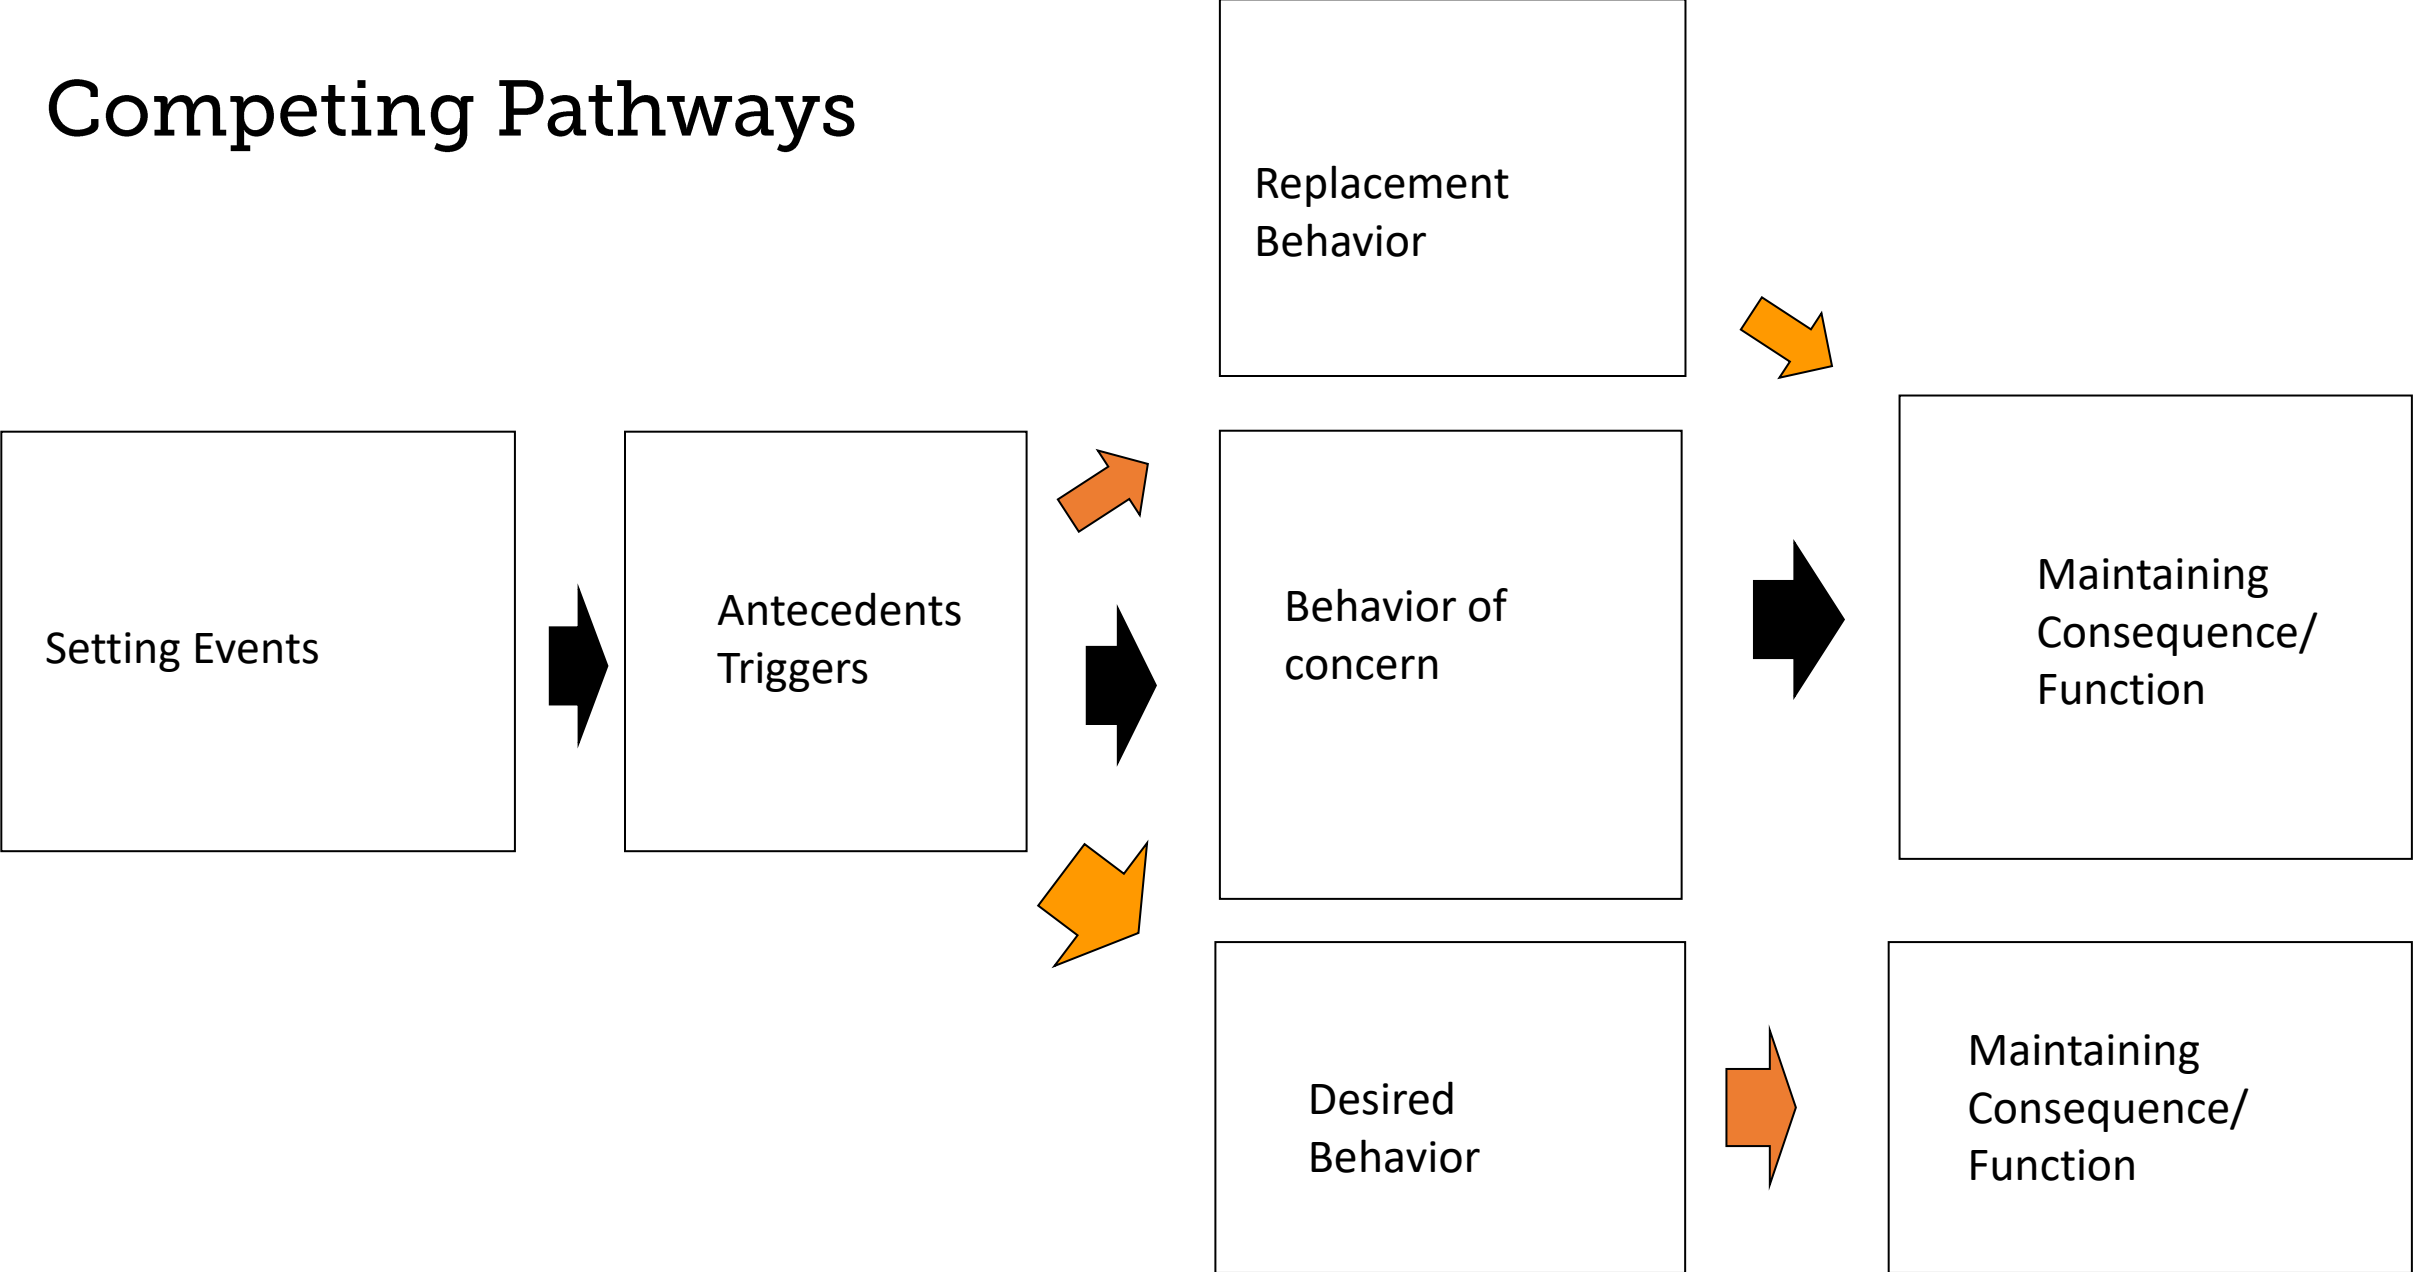 Competing Pathways
Replacement
Behavior
Setting Events
Antecedents
Triggers
Behavior of
concern
Maintaining
Consequence/
Function
Desired
Behavior
Maintaining
Consequence/
Function